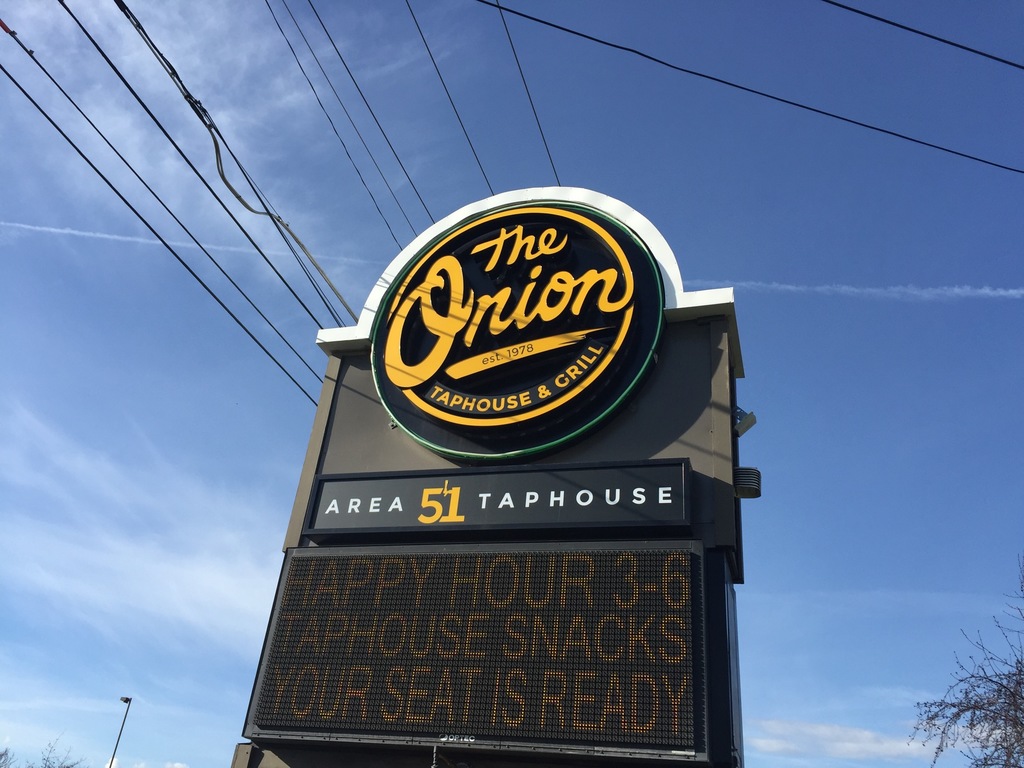 The
Onion
est. 1978
TAPHOUSE & GRILL
AREA 51 TAPHOUSE
HAPPY HOUR 3-6
TAPHOUSE SNACKS
YOUR SEAT IS READY
OPTEC